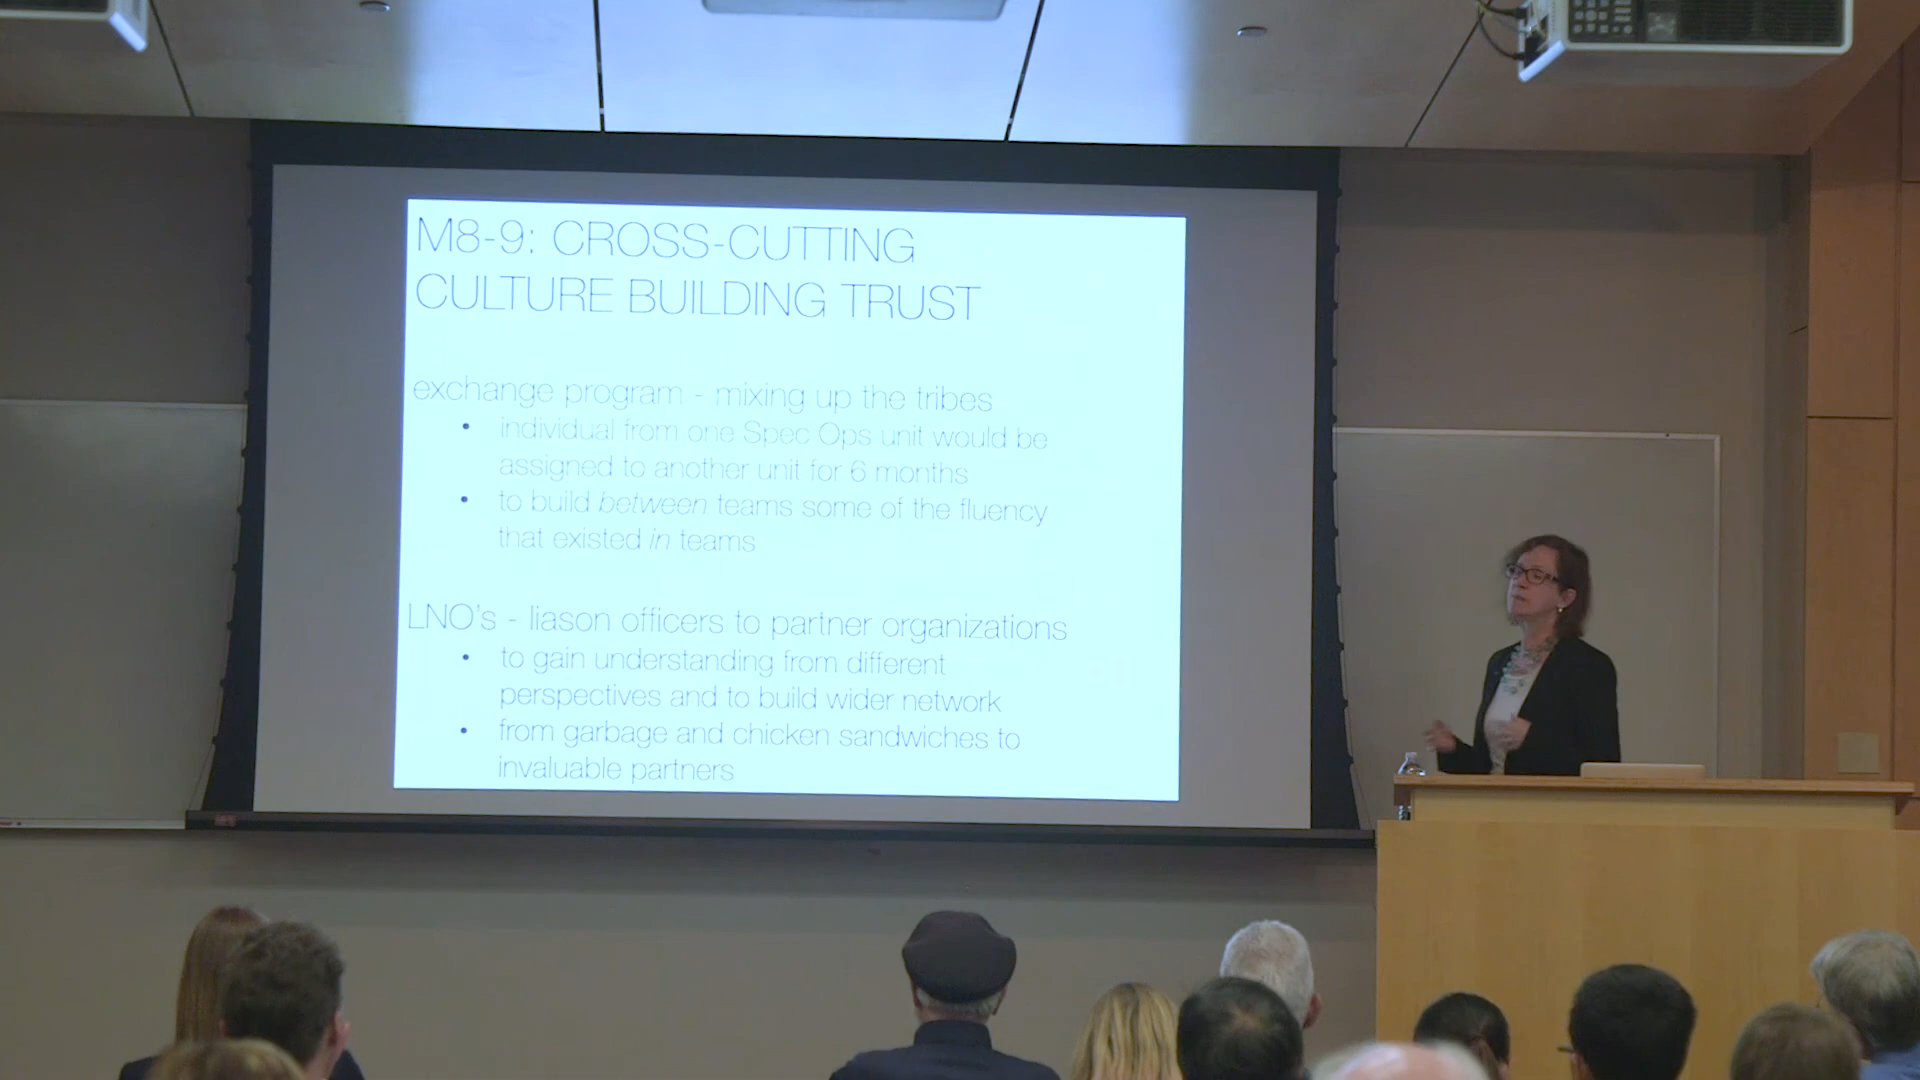 M8-9: CROSS-CUTTING
CULTURE BUILDING TRUST
exchange program - mixing up the tribes
• individual from one Spec Ops unit would be
assigned to another unit for 6 months
• to build between teams some of the fluency
that existed in teams
LNO's - liason officers to partner organizations
• to gain understanding from different
perspectives and to build wider network
• from garbage and chicken sandwiches to
invaluable partners